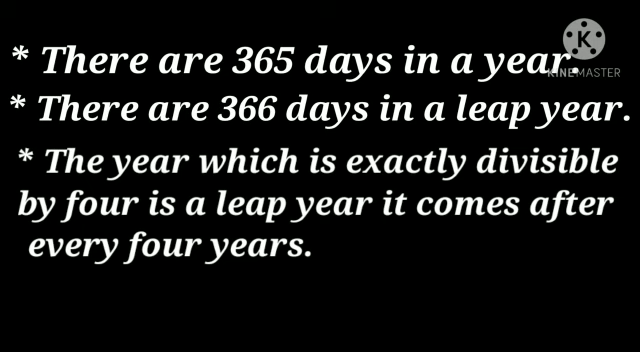 * There are 365 days in a year.
KINEMASTER
* There are 366 days in a leap year.
* The year which is exactly divisible
by four is a leap year it comes after
every four years.